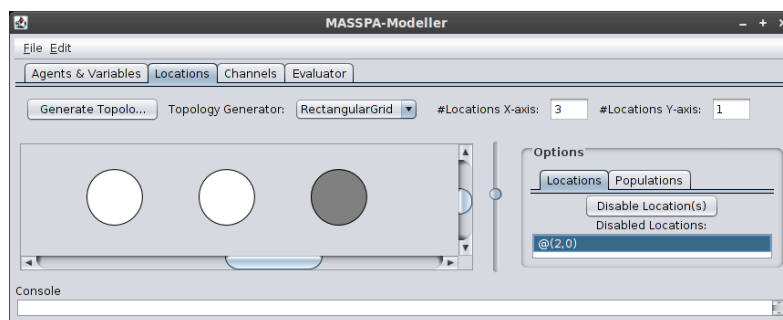 MASSPA-Modeller
File Edit
Agents & Variables Locations Channels Evaluator
Generate Topolo... Topology Generator: RectangularGrid #Locations X-axis: 3 #Locations Y-axis: 1
Options
Locations Populations
Disable Location(s)
Disabled Locations:
@(2,0)
Console